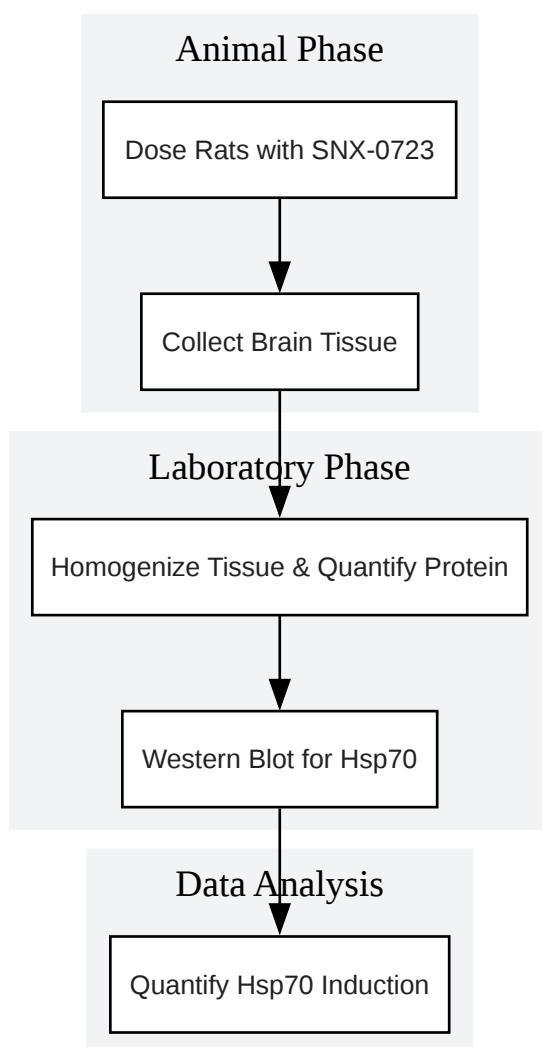 Animal Phase
Dose Rats with SNX-0723
Collect Brain Tissue
Laboratory Phase
Homogenize Tissue & Quantify Protein
Western Blot for Hsp70
Data Analysis
Quantify Hsp70 Induction